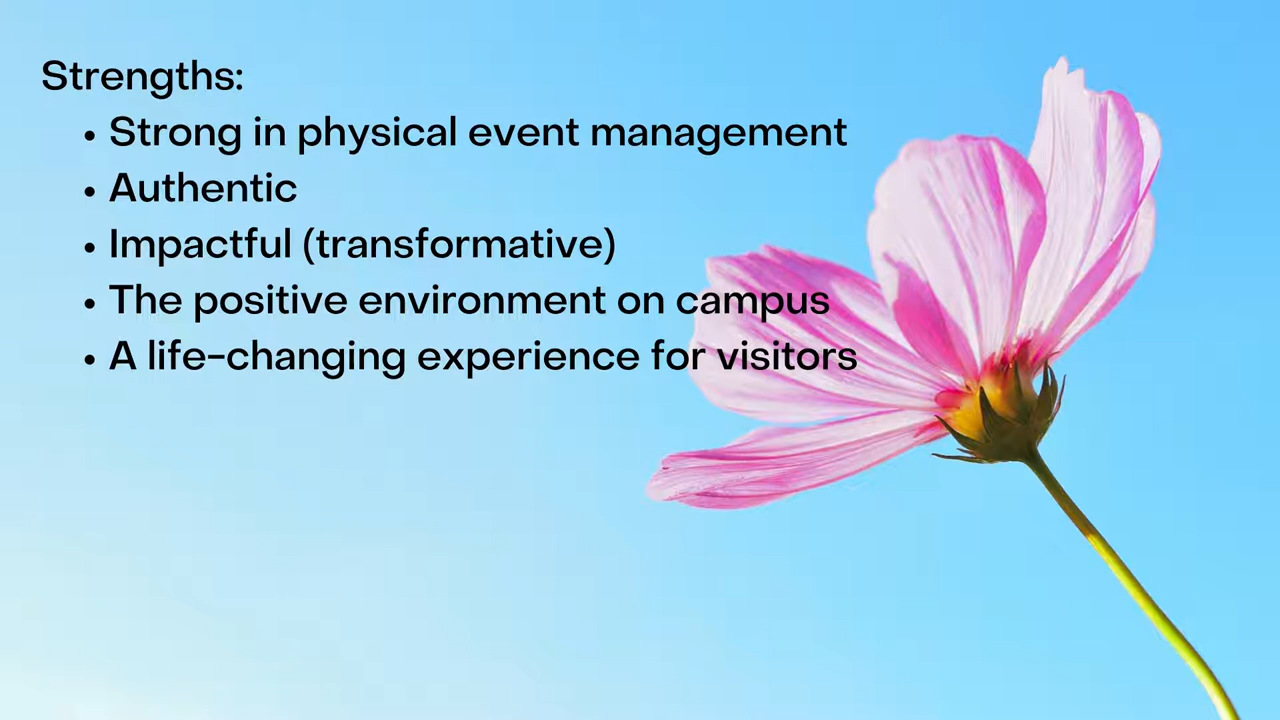 Strengths:
• Strong in physical event management
• Authentic
• Impactful (transformative)
• The positive environment on campus
• A life-changing experience for visitors